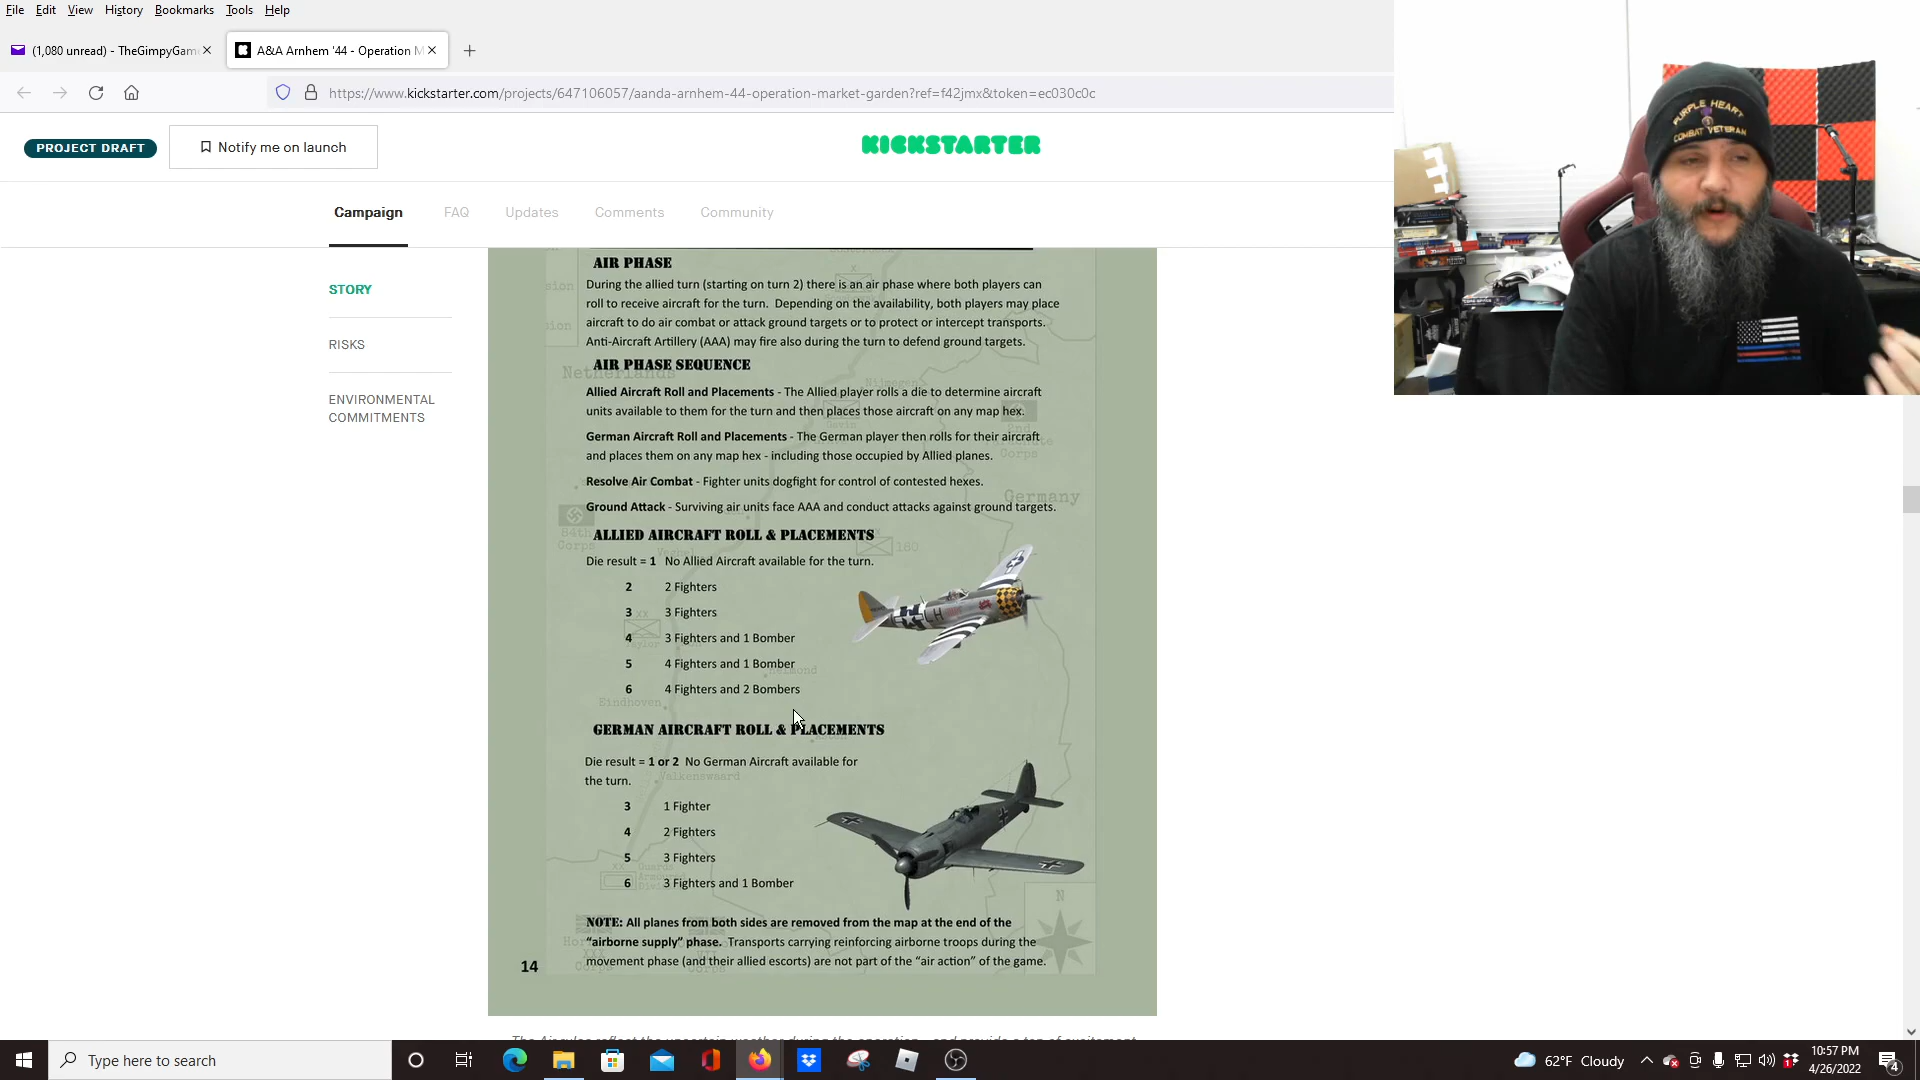 File Edit View History Bookmarks Tools Help
(1,080 unread) - TheGimpyGam
A&A Arnhem '44 - Operation M
https://www.kickstarter.com/projects/647106057/aanda-arnhem-44-operation-market-garden?ref=f42jmx&token=ec030c0c
PROJECT DRAFT
Notify me on launch
KICKSTARTER
Campaign FAQ Updates Comments Community
STORY
RISKS
ENVIRONMENTAL
COMMITMENTS
AIR PHASE
During the allied turn (starting on turn 2) there is an air phase where both players can
roll to receive aircraft for the turn. Depending on the availability, both players may place
aircraft to do air combat or attack ground targets or to protect or intercept transports.
Anti-Aircraft Artillery (AAA) may fire also during the turn to defend ground targets.
AIR PHASE SEQUENCE
Allied Aircraft Roll and Placements - The Allied player rolls a die to determine aircraft
units available to them for the turn and then places those aircraft on any map hex.
German Aircraft Roll and Placements - The German player then rolls for their aircraft
and places them on any map hex - including those occupied by Allied planes.
Resolve Air Combat - Fighter units dogfight for control of contested hexes.
Ground Attack - Surviving air units face AAA and conduct attacks against ground targets.
ALLIED AIRCRAFT ROLL & PLACEMENTS
Die result = 1 No Allied Aircraft available for the turn.
2 2 Fighters
3 3 Fighters
4 3 Fighters and 1 Bomber
5 4 Fighters and 1 Bomber
6 4 Fighters and 2 Bombers
GERMAN AIRCRAFT ROLL & PLACEMENTS
Die result = 1 or 2 No German Aircraft available for
the turn.
3 1 Fighter
4 2 Fighters
5 3 Fighters
6 3 Fighters and 1 Bomber
NOTE: All planes from both sides are removed from the map at the end of the
"airborne supply" phase. Transports carrying reinforcing airborne troops during the
movement phase (and their allied escorts) are not part of the "air action" of the game.
14
Netherlands
Nijmegen
2nd
Parachute
Corps
Germany
84th
Corps
Veghel
180
Helmond
Eindhoven
Valkenswaard
Guards
Armoured
N
PURPLE HEART
COMBAT VETERAN
Type here to search
62°F Cloudy
10:57 PM
4/26/2022
4